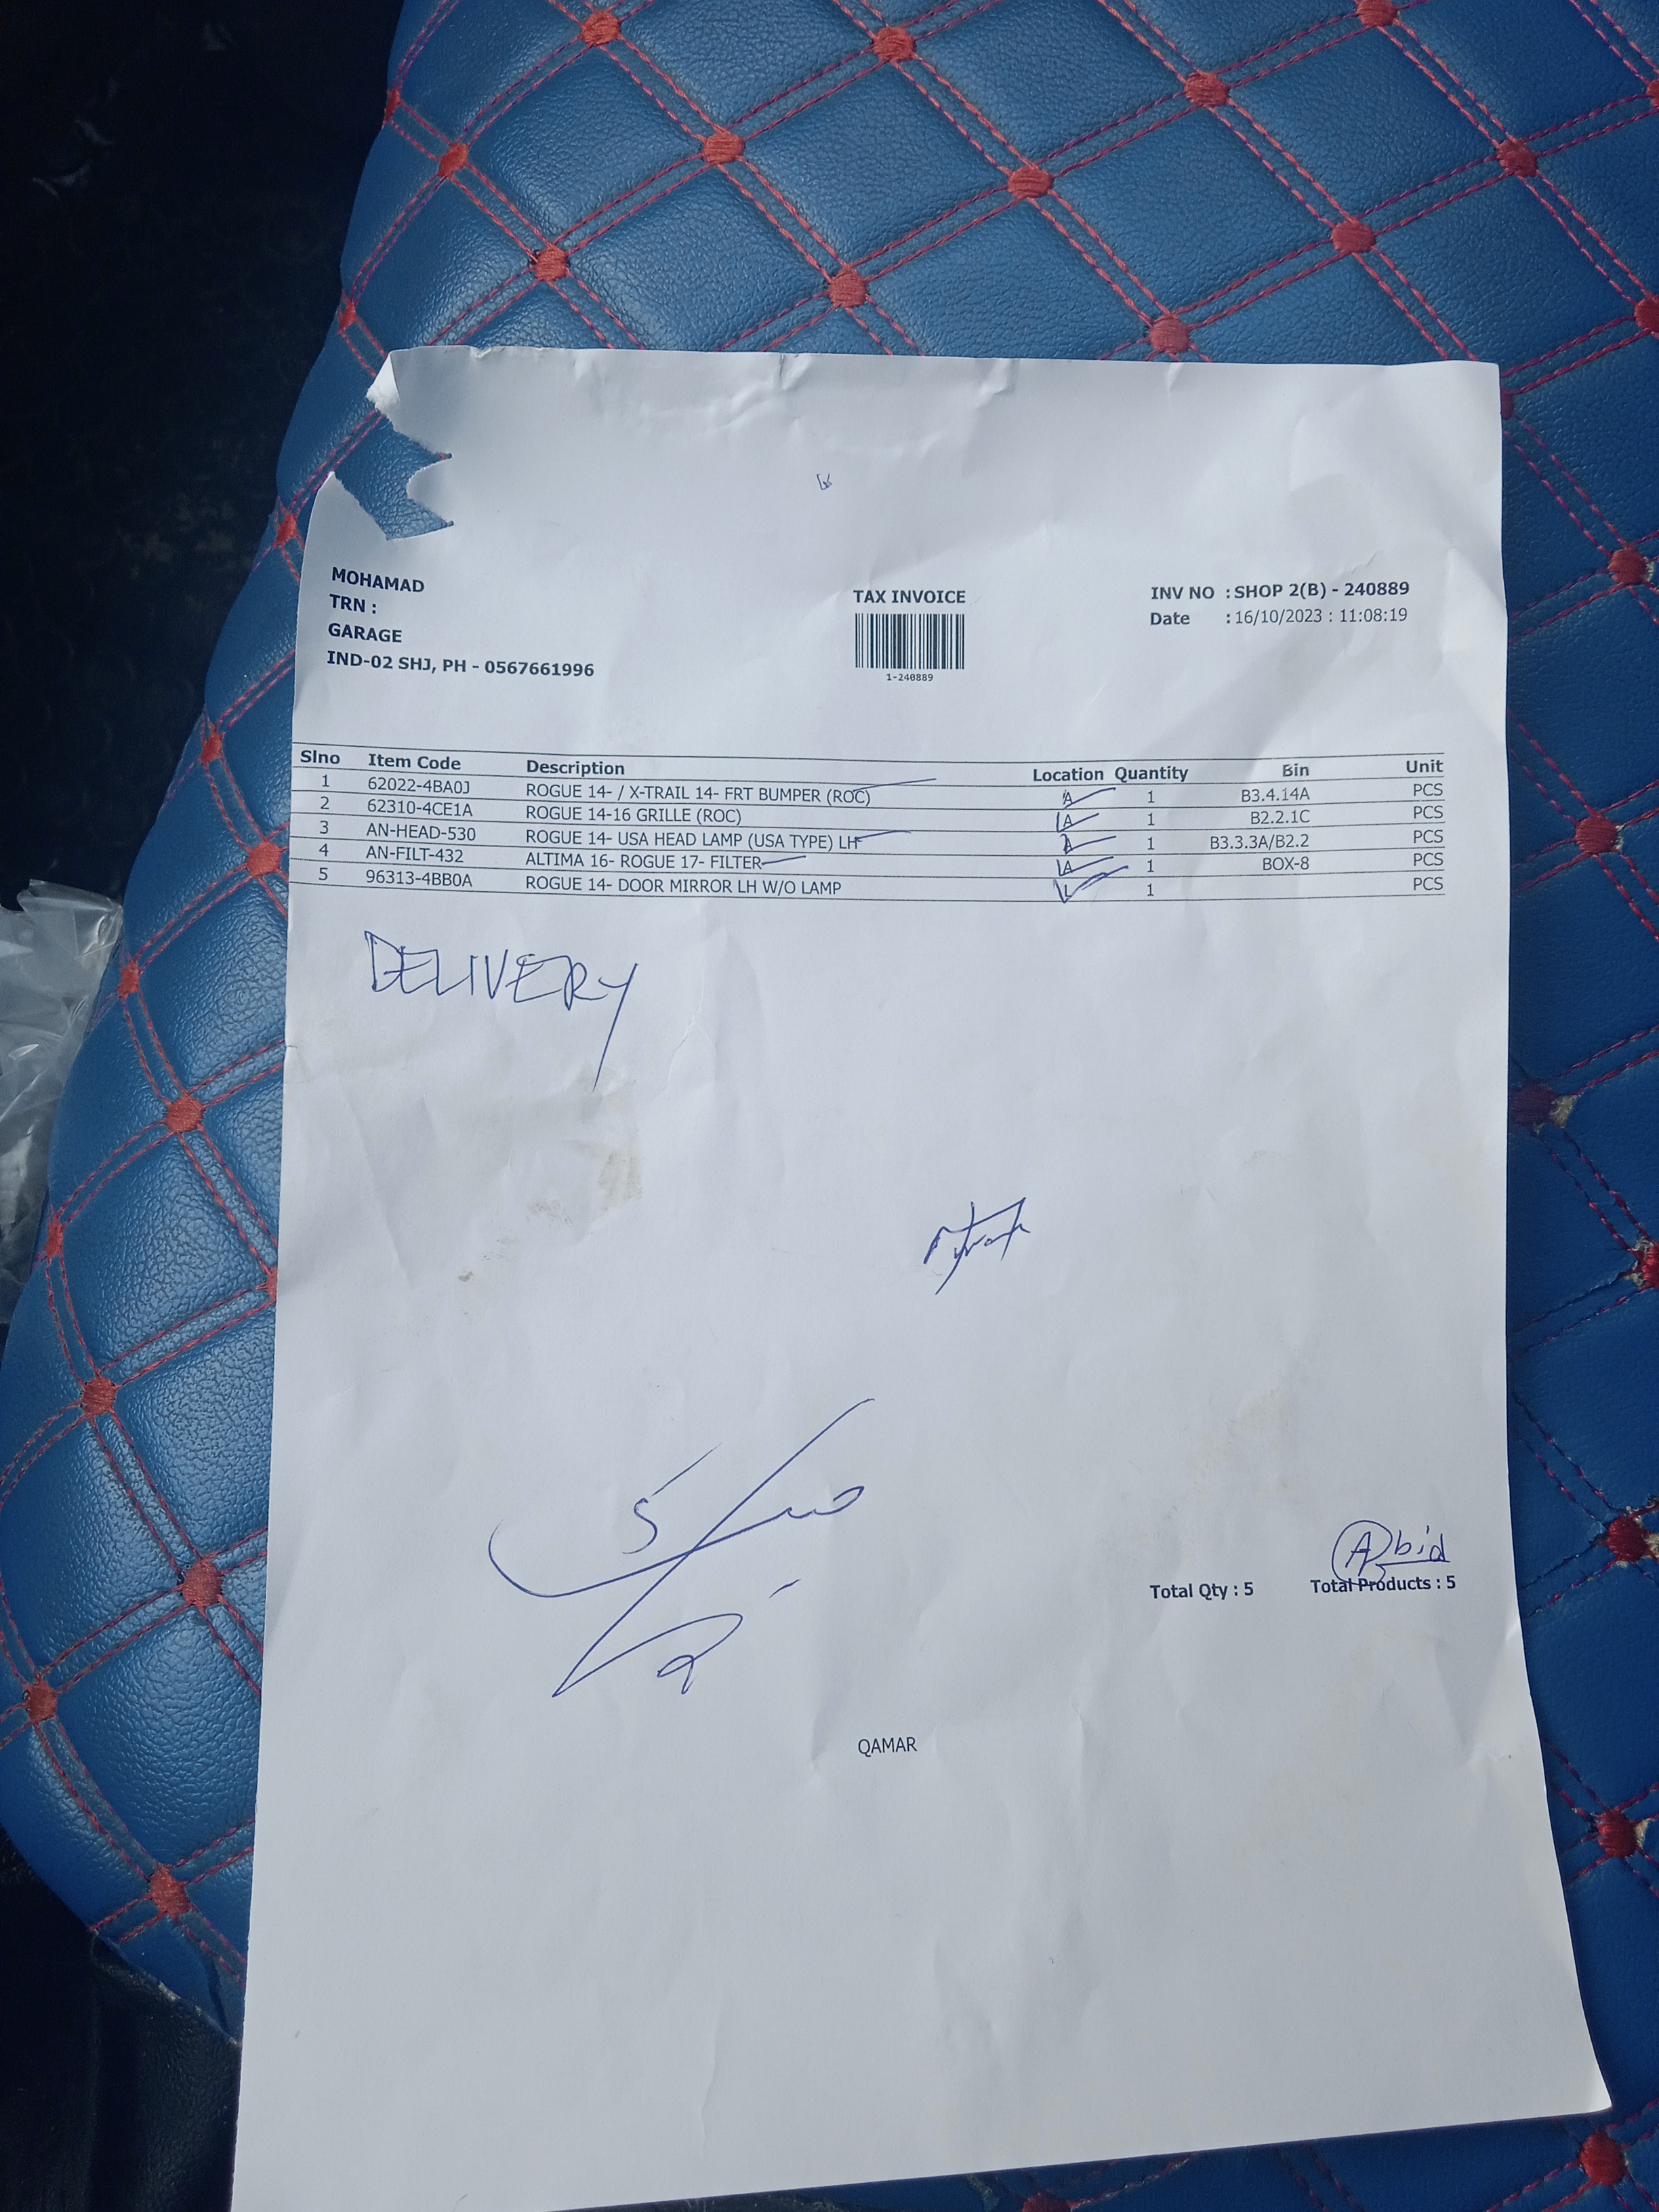 MOHAMAD
TRN :
GARAGE
IND-02 SHJ, PH - 0567661996
TAX INVOICE
1-240889
INV NO : SHOP 2(B) - 240889
Date : 16/10/2023 : 11:08:19
Slno Item Code Description Location Quantity Bin Unit
1 62022-4BA0J ROGUE 14- / X-TRAIL 14- FRT BUMPER (ROC) A 1 B3.4.14A PCS
2 62310-4CE1A ROGUE 14-16 GRILLE (ROC) A 1 B2.2.1C PCS
3 AN-HEAD-530 ROGUE 14- USA HEAD LAMP (USA TYPE) LH A 1 B3.3.3A/B2.2 PCS
4 AN-FILT-432 ALTIMA 16- ROGUE 17- FILTER A 1 BOX-8 PCS
5 96313-4BB0A ROGUE 14- DOOR MIRROR LH W/O LAMP L 1 PCS
DELIVERY
Abid
Total Qty : 5 Total Products : 5
QAMAR